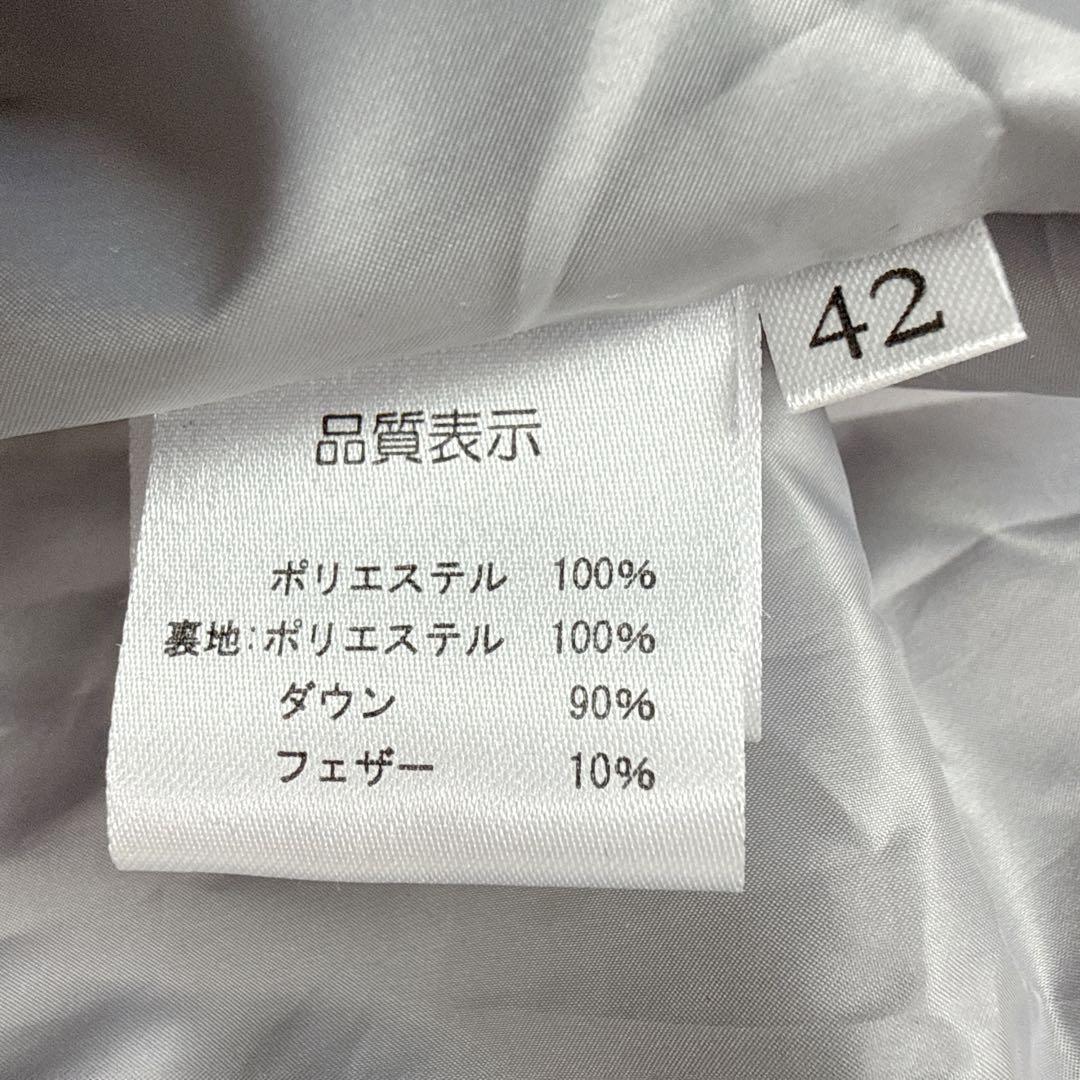 42
品質表示
ポリエステル 100%
裏地:ポリエステル 100%
ダウン 90%
フェザー 10%